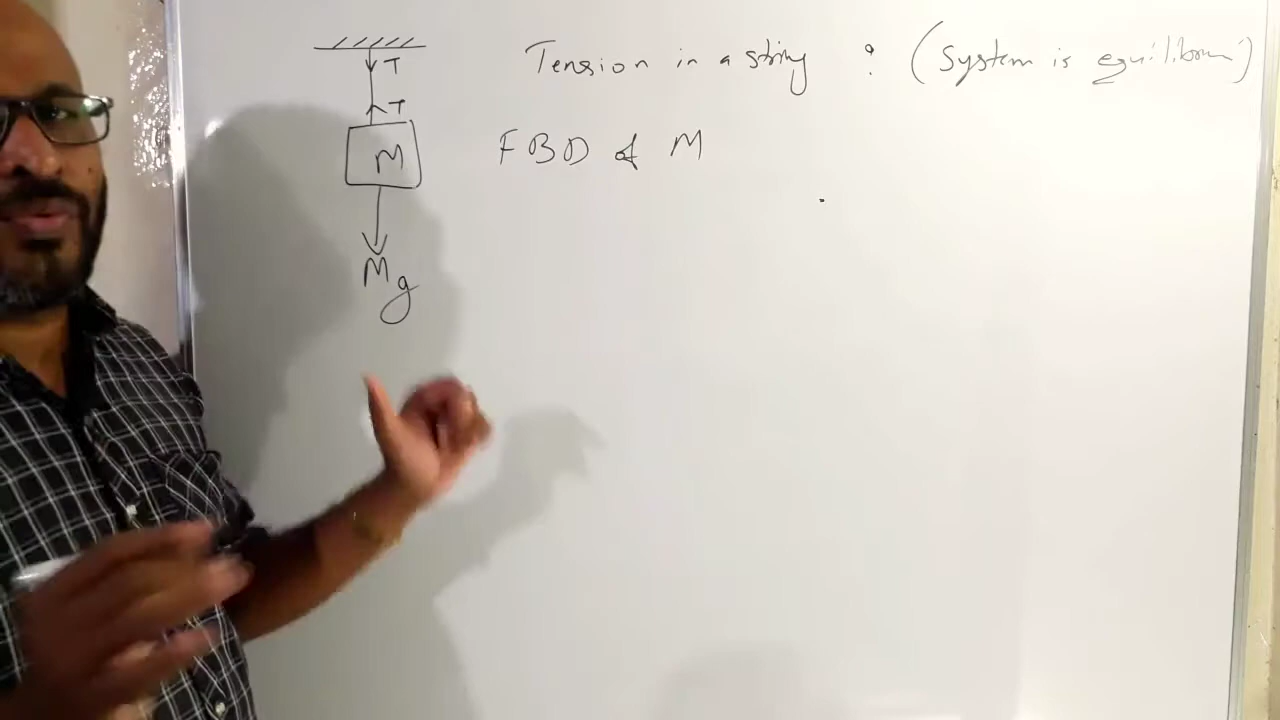 Tension in a string : (System is equilibrium)
T
T
FBD of M
M
Mg